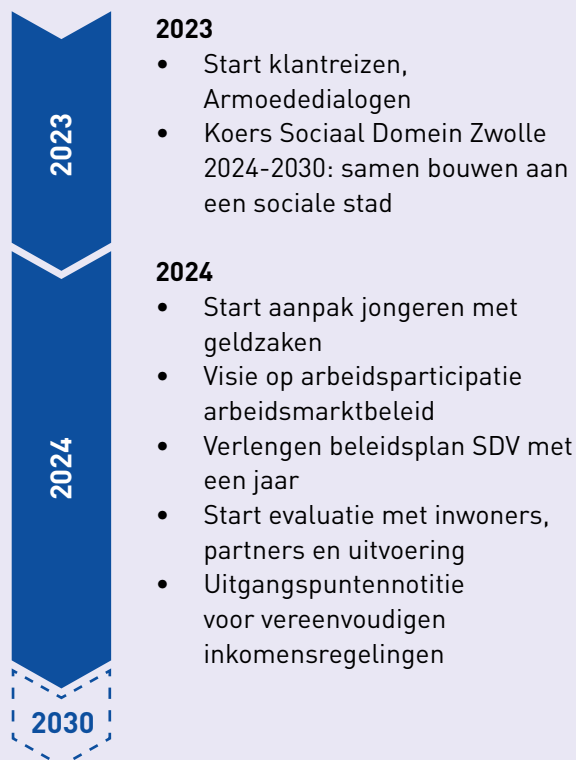 2023
2023
• Start klantreizen,
Armoededialogen
• Koers Sociaal Domein Zwolle
2024-2030: samen bouwen aan
een sociale stad
2024
2024
• Start aanpak jongeren met
geldzaken
• Visie op arbeidsparticipatie
arbeidsmarktbeleid
• Verlengen beleidsplan SDV met
een jaar
• Start evaluatie met inwoners,
partners en uitvoering
• Uitgangspuntennotitie
voor vereenvoudigen
inkomensregelingen
2030